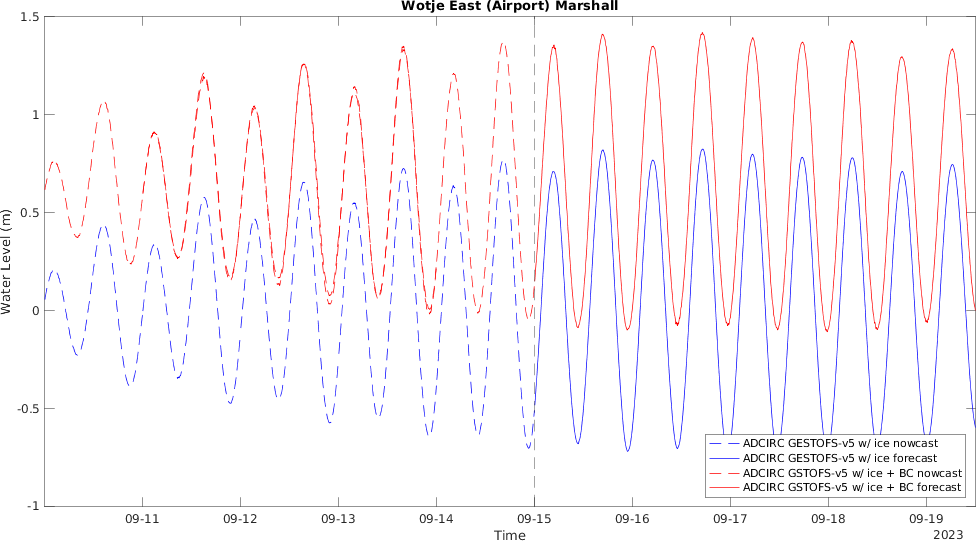 Wotje East (Airport) Marshall
Water Level (m)
1.5
1
0.5
0
-0.5
-1
ADCIRC GESTOFS-v5 w/ ice nowcast
ADCIRC GESTOFS-v5 w/ ice forecast
ADCIRC GSTOFS-v5 w/ ice + BC nowcast
ADCIRC GSTOFS-v5 w/ ice + BC forecast
09-11 09-12 09-13 09-14 09-15 09-16 09-17 09-18 09-19
Time
2023